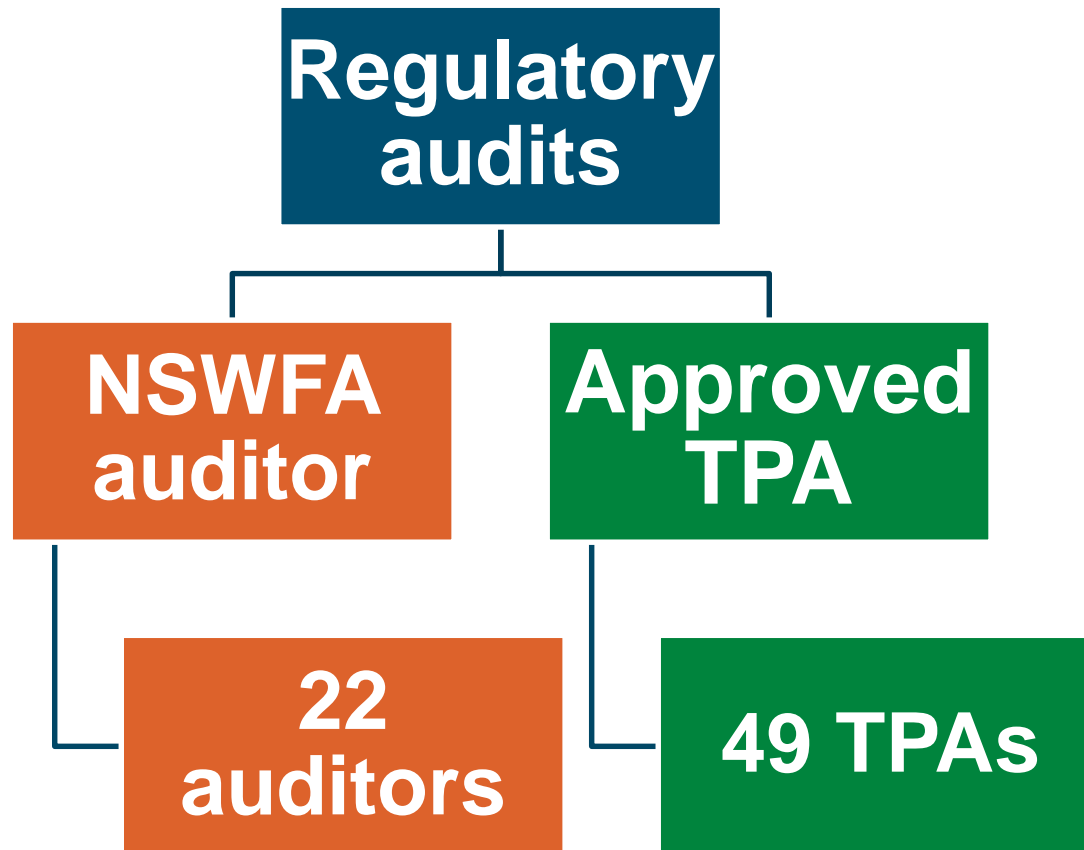 Regulatory
audits
NSWFA
auditor
Approved
TPA
22
auditors
49 TPAs